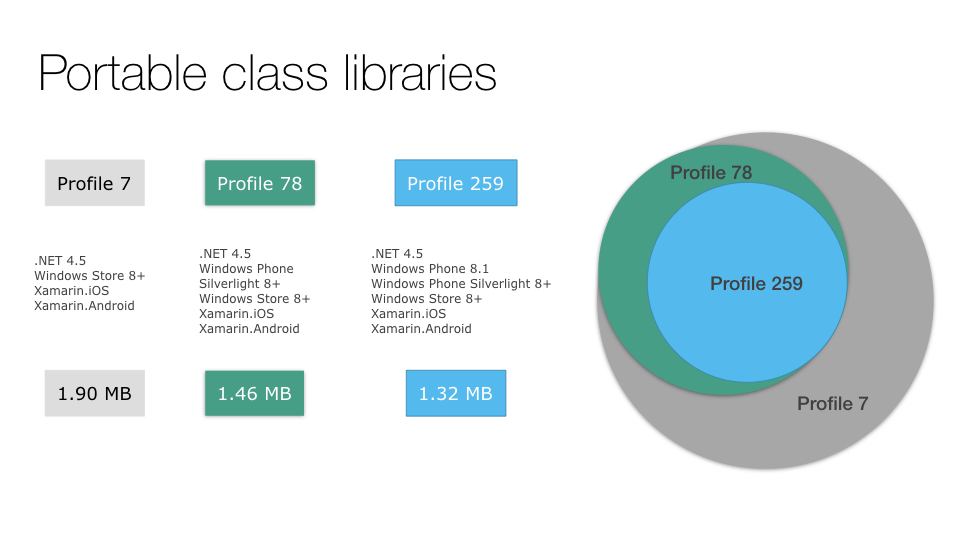 Portable class libraries
Profile 7
Profile 78
Profile 259
.NET 4.5
Windows Store 8+
Xamarin.iOS
Xamarin.Android
.NET 4.5
Windows Phone
Silverlight 8+
Windows Store 8+
Xamarin.iOS
Xamarin.Android
.NET 4.5
Windows Phone 8.1
Windows Phone Silverlight 8+
Windows Store 8+
Xamarin.iOS
Xamarin.Android
1.90 MB
1.46 MB
1.32 MB
Profile 78
Profile 259
Profile 7